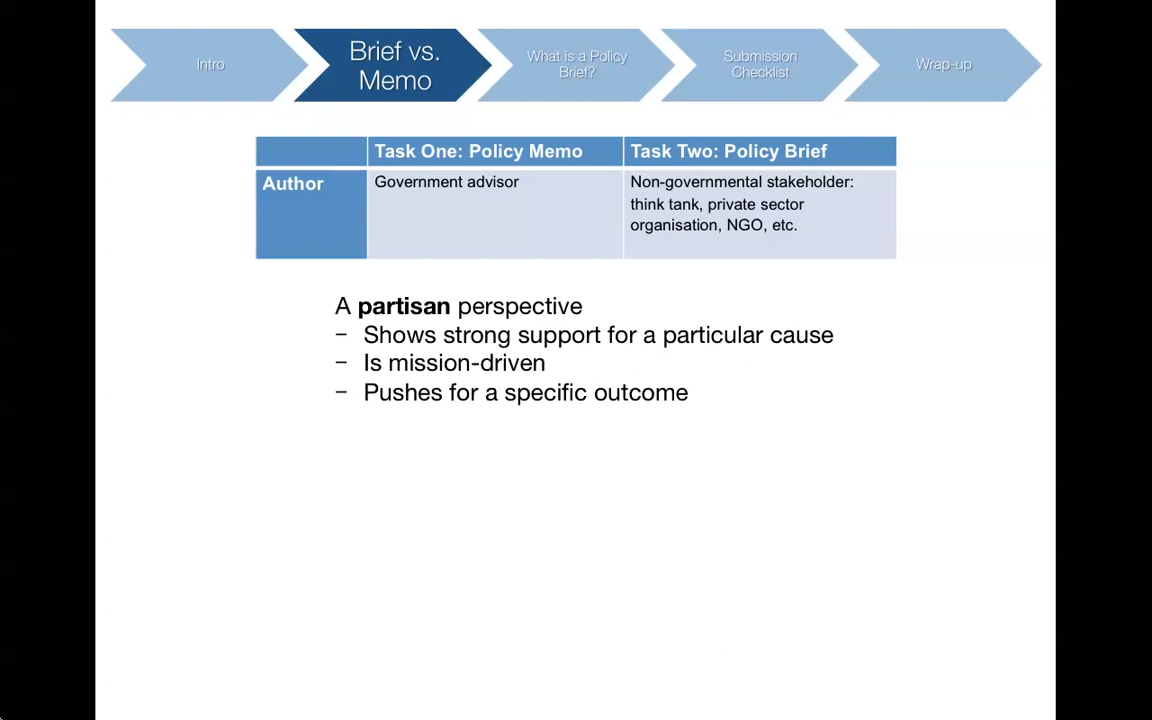 Intro
Brief vs.
Memo
What is a Policy
Brief?
Submission
Checklist
Wrap-up
Task One: Policy Memo
Task Two: Policy Brief
Author
Government advisor
Non-governmental stakeholder:
think tank, private sector
organisation, NGO, etc.
A partisan perspective
− Shows strong support for a particular cause
− Is mission-driven
− Pushes for a specific outcome